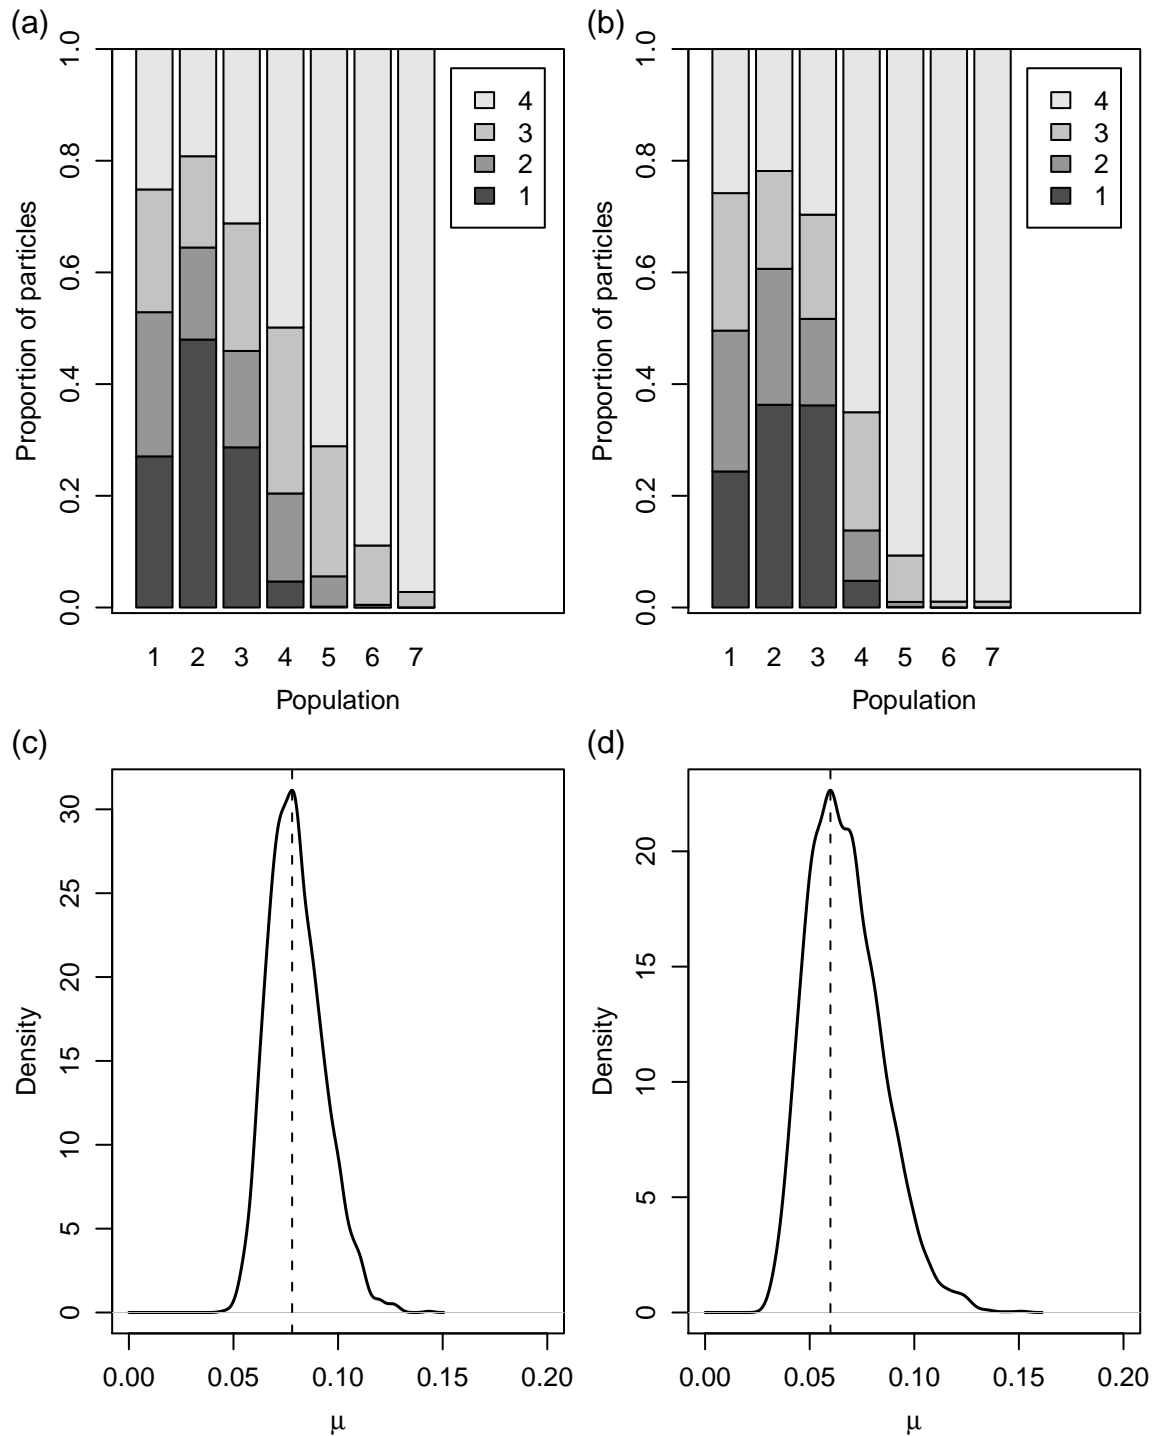 (a)
Proportion of particles
0.0 0.2 0.4 0.6 0.8 1.0
4
3
2
1
1 2 3 4 5 6 7
Population
(b)
Proportion of particles
0.0 0.2 0.4 0.6 0.8 1.0
4
3
2
1
1 2 3 4 5 6 7
Population
(c)
Density
0 5 10 15 20 25 30
0.00 0.05 0.10 0.15 0.20
μ
(d)
Density
0 5 10 15 20
0.00 0.05 0.10 0.15 0.20
μ